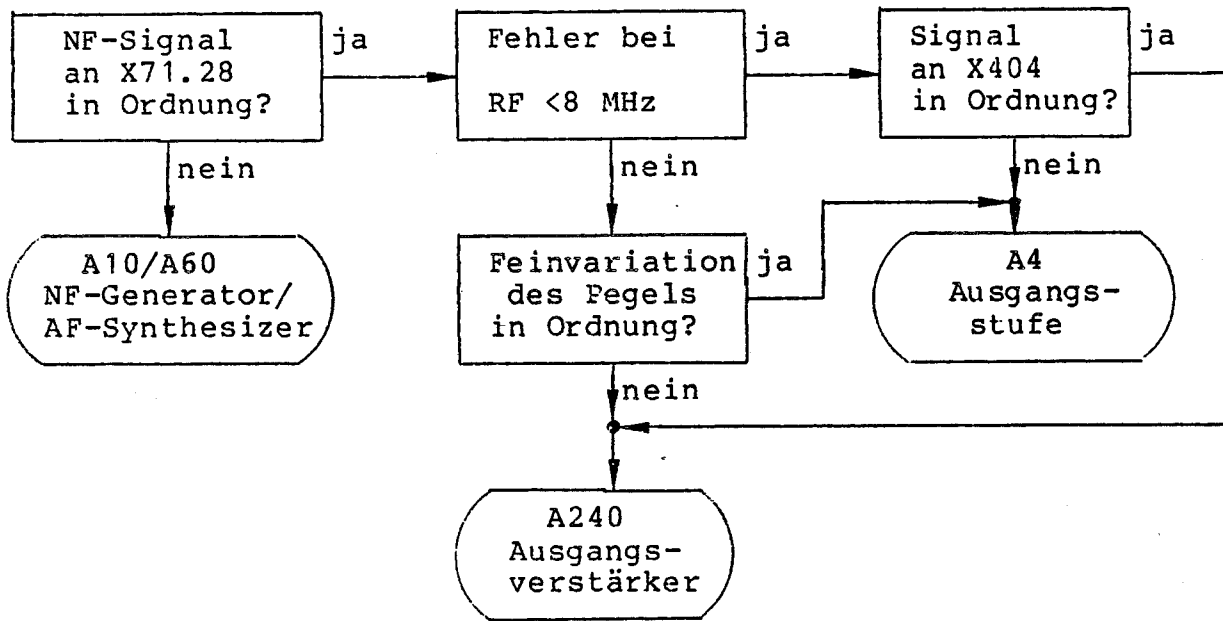 NF-Signal
an X71.28
in Ordnung?
ja
Fehler bei
RF <8 MHz
ja
Signal
an X404
in Ordnung?
ja
nein
nein
nein
A10/A60
NF-Generator/
AF-Synthesizer
Feinvariation
des Pegels
in Ordnung?
ja
A4
Ausgangs-
stufe
nein
A240
Ausgangs-
verstärker